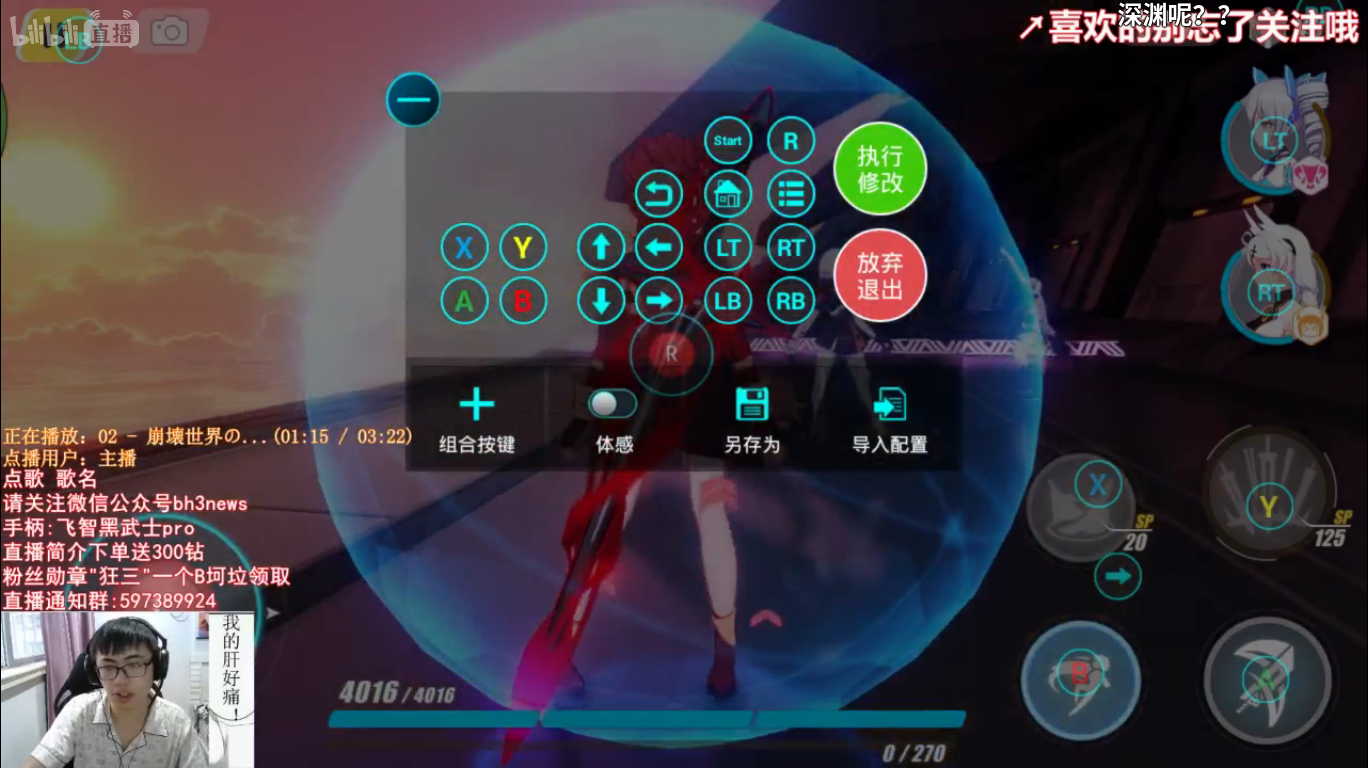 bilibili 直播
深渊呢？？
↗喜欢的别忘了关注哦
LB
Start
R
执行
修改
LT
X
Y
LT
RT
放弃
退出
A
B
LB
RB
RT
R
组合按键
体感
另存为
导入配置
正在播放: 02 - 崩壊世界の...(01:15 / 03:22)
点播用户: 主播
点歌 歌名
请关注微信公众号bh3news
手柄:飞智黑武士pro
直播简介下单送300钻
粉丝勋章"狂三"一个B坷垃领取
直播通知群:597389924
X
SP
20
Y
SP
125
我的肝好痛！
B
A
4016 / 4016
0 / 270